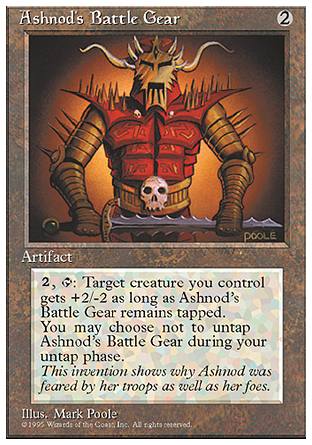 Ashnod's Battle Gear 2
POOLE
Artifact
2, T: Target creature you control
gets +2/-2 as long as Ashnod's
Battle Gear remains tapped.
You may choose not to untap
Ashnod's Battle Gear during your
untap phase.
This invention shows why Ashnod was
feared by her troops as well as her foes.
Illus. Mark Poole
©1995 Wizards of the Coast, Inc. All rights reserved.